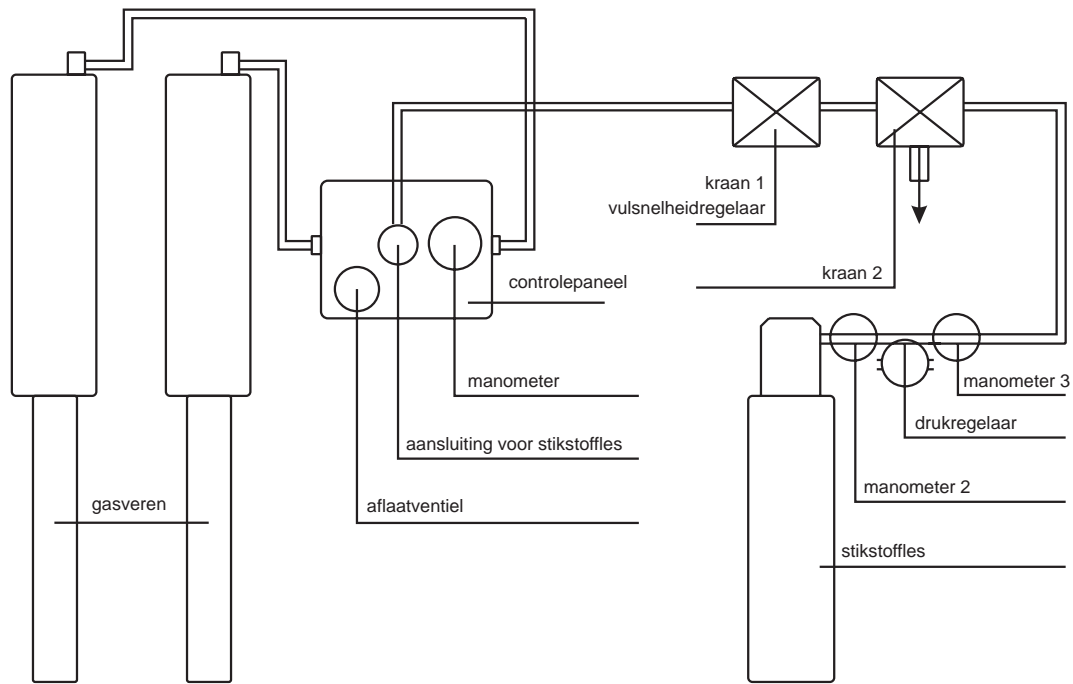 kraan 1
vulsnelheidregelaar
kraan 2
controlepaneel
manometer
manometer 3
drukregelaar
aansluiting voor stikstoffles
manometer 2
gasveren
aflaatventiel
stikstoffles